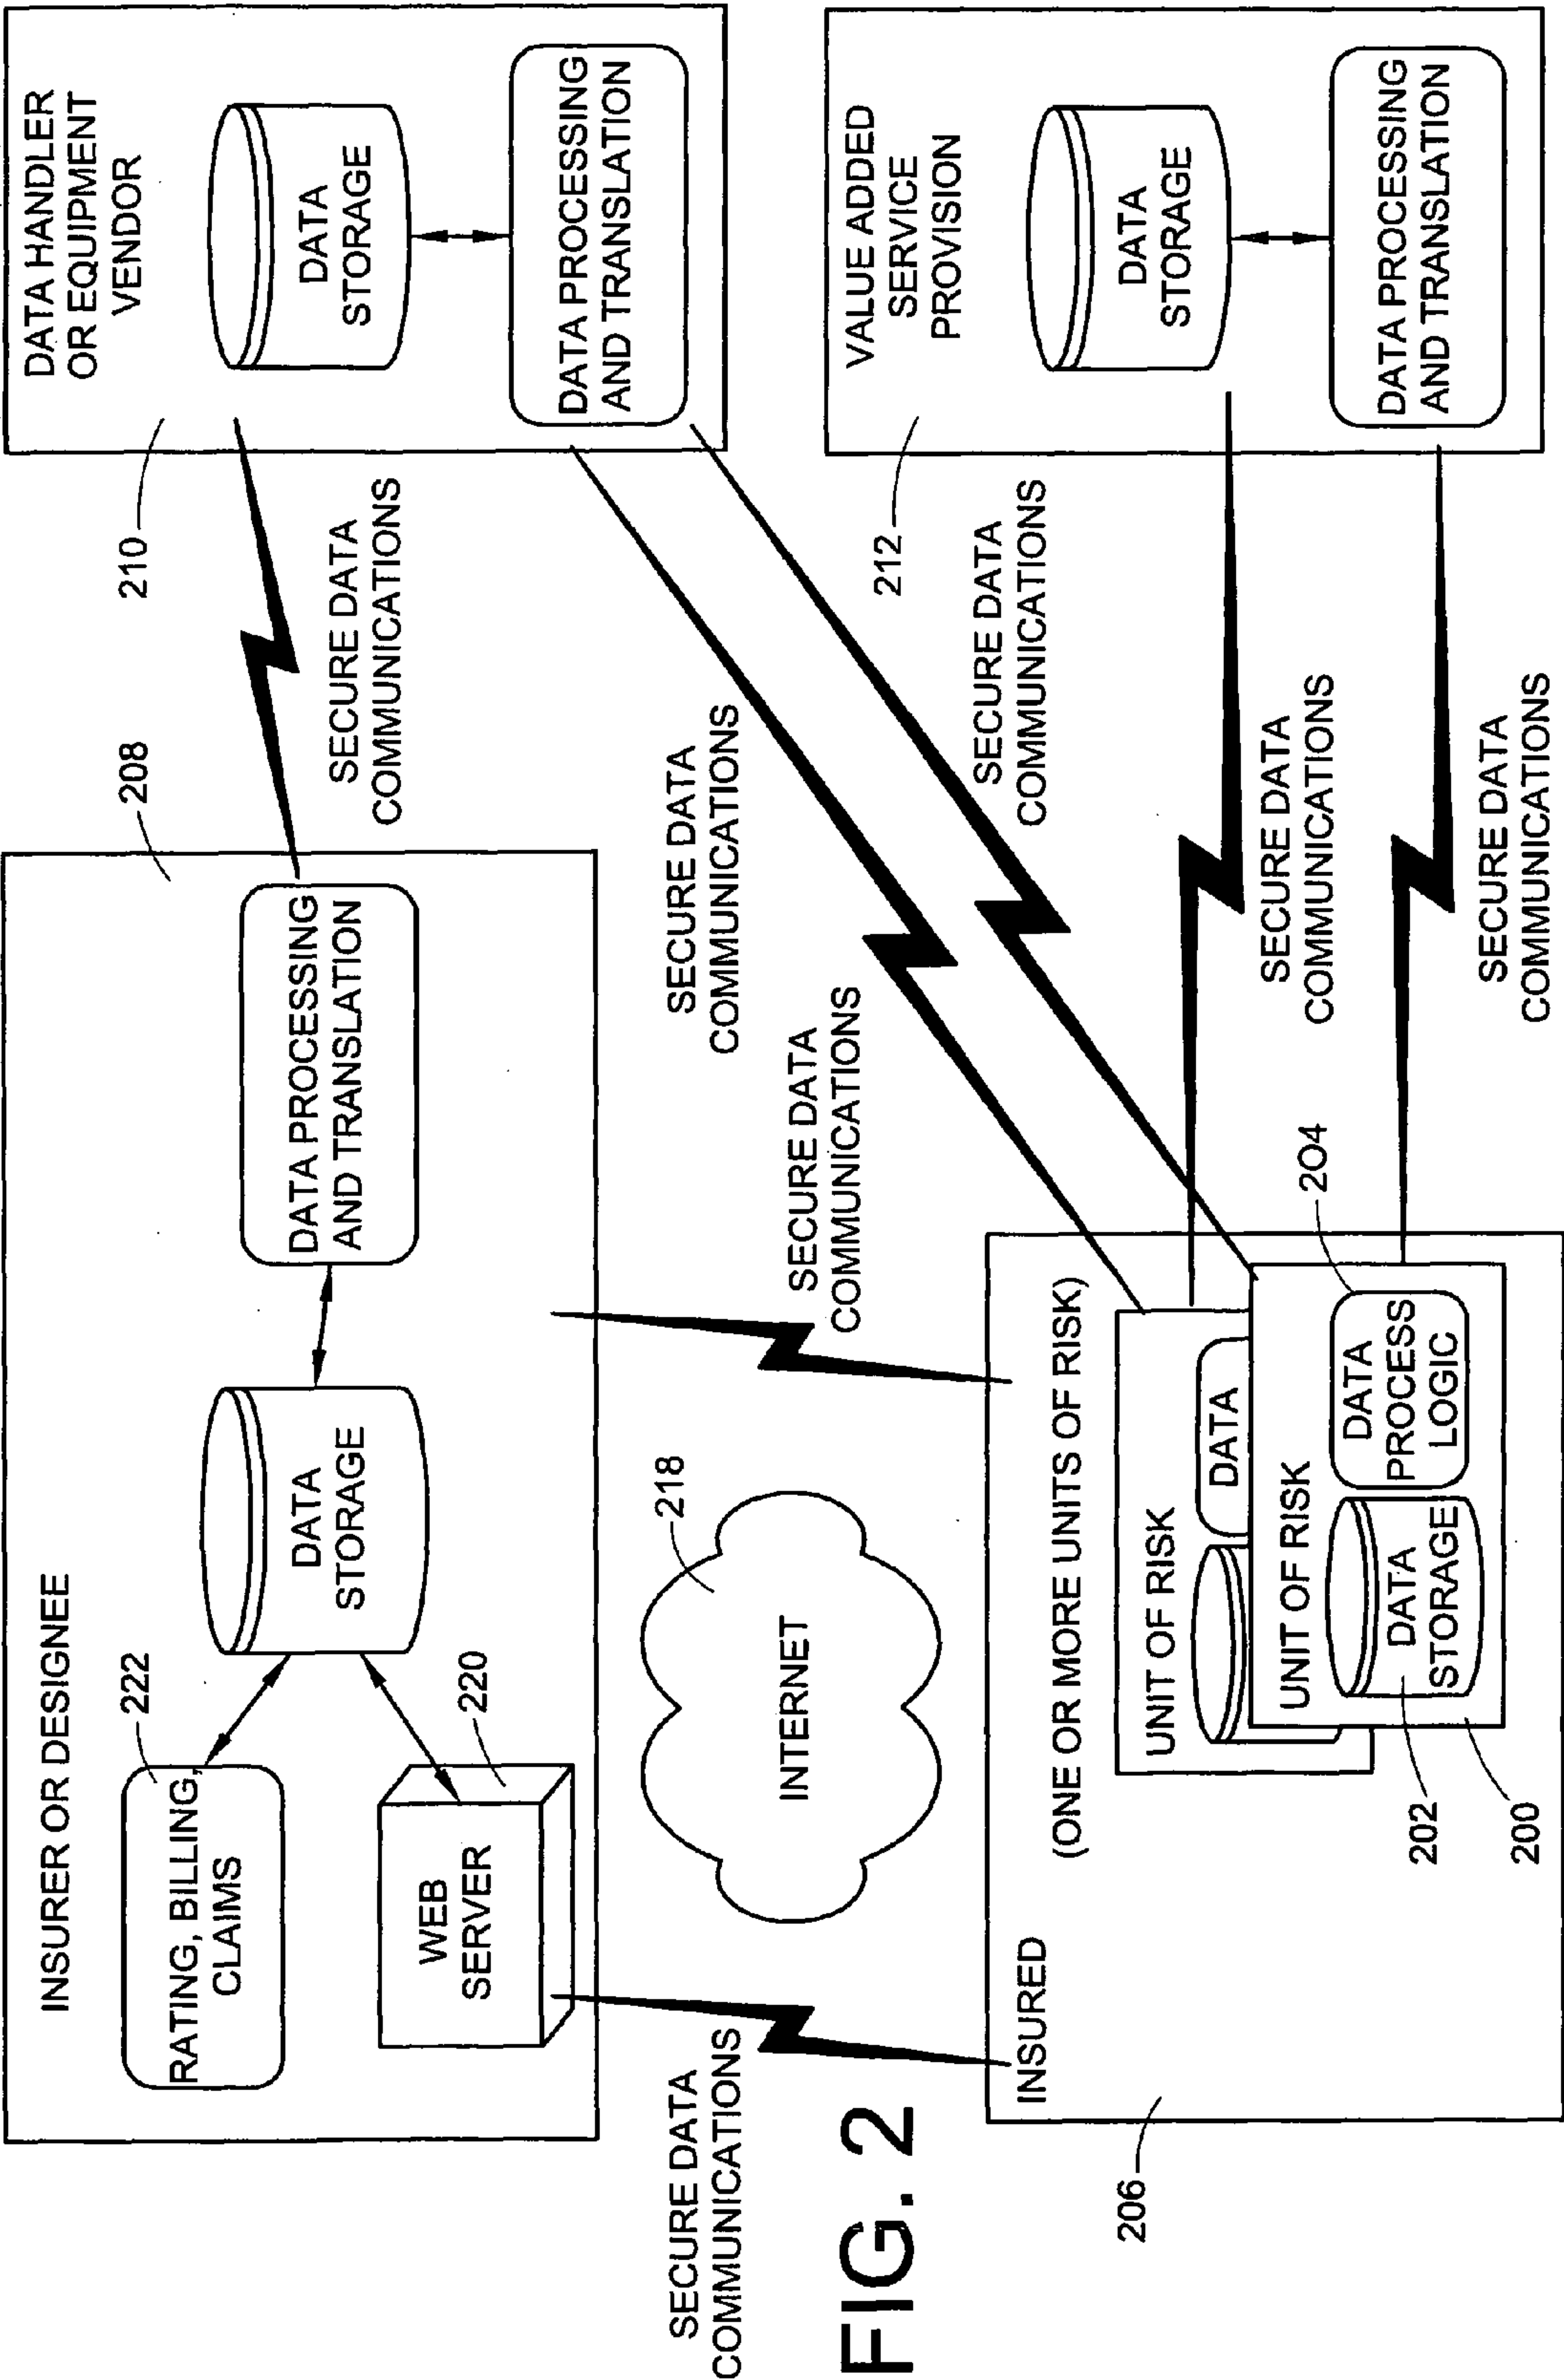 INSURER OR DESIGNEE
222
RATING, BILLING,
CLAIMS
220
WEB
SERVER
DATA
STORAGE
DATA PROCESSING
AND TRANSLATION
208
SECURE DATA
COMMUNICATIONS
210
DATA HANDLER
OR EQUIPMENT
VENDOR
DATA
STORAGE
DATA PROCESSING
AND TRANSLATION
SECURE DATA
COMMUNICATIONS
218
INTERNET
SECURE DATA
COMMUNICATIONS
SECURE DATA
COMMUNICATIONS
SECURE DATA
COMMUNICATIONS
212
VALUE ADDED
SERVICE
PROVISION
DATA
STORAGE
DATA PROCESSING
AND TRANSLATION
SECURE DATA
COMMUNICATIONS
SECURE DATA
COMMUNICATIONS
INSURED
(ONE OR MORE UNITS OF RISK)
UNIT OF RISK
DATA
UNIT OF RISK
204
DATA
STORAGE
DATA
PROCESS
LOGIC
202
200
206
FIG. 2